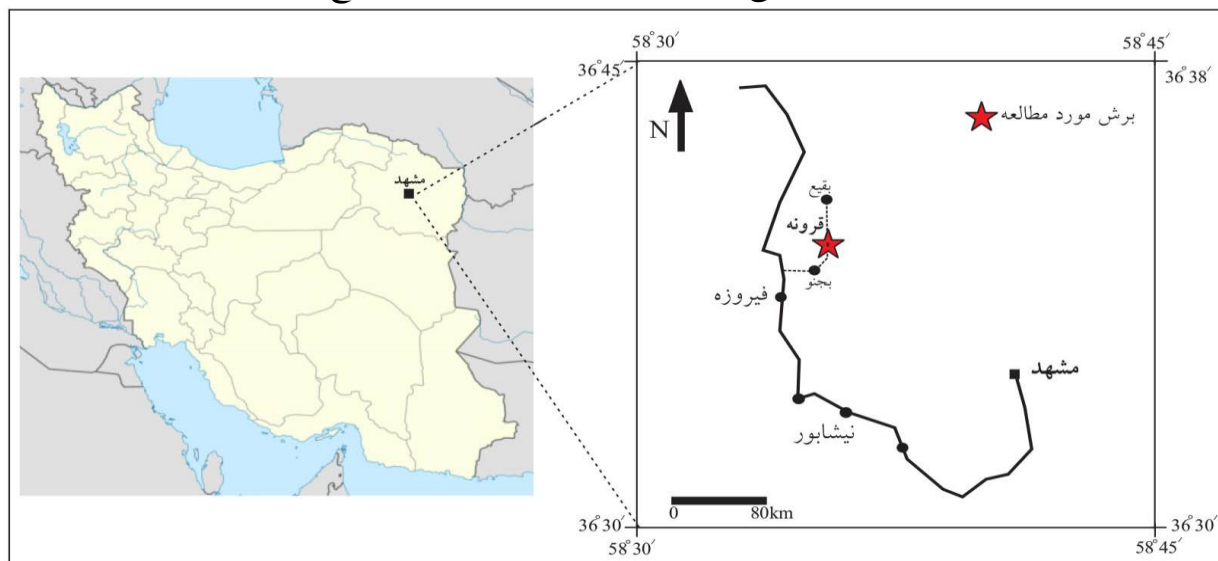 58°30′
58°45′
36°45′
36°38′
N
برش مورد مطالعه
مشهد
بقیع
قرونه
بجنو
فیروزه
مشهد
نیشابور
0
80km
36°30′
36°30′
58°30′
58°45′